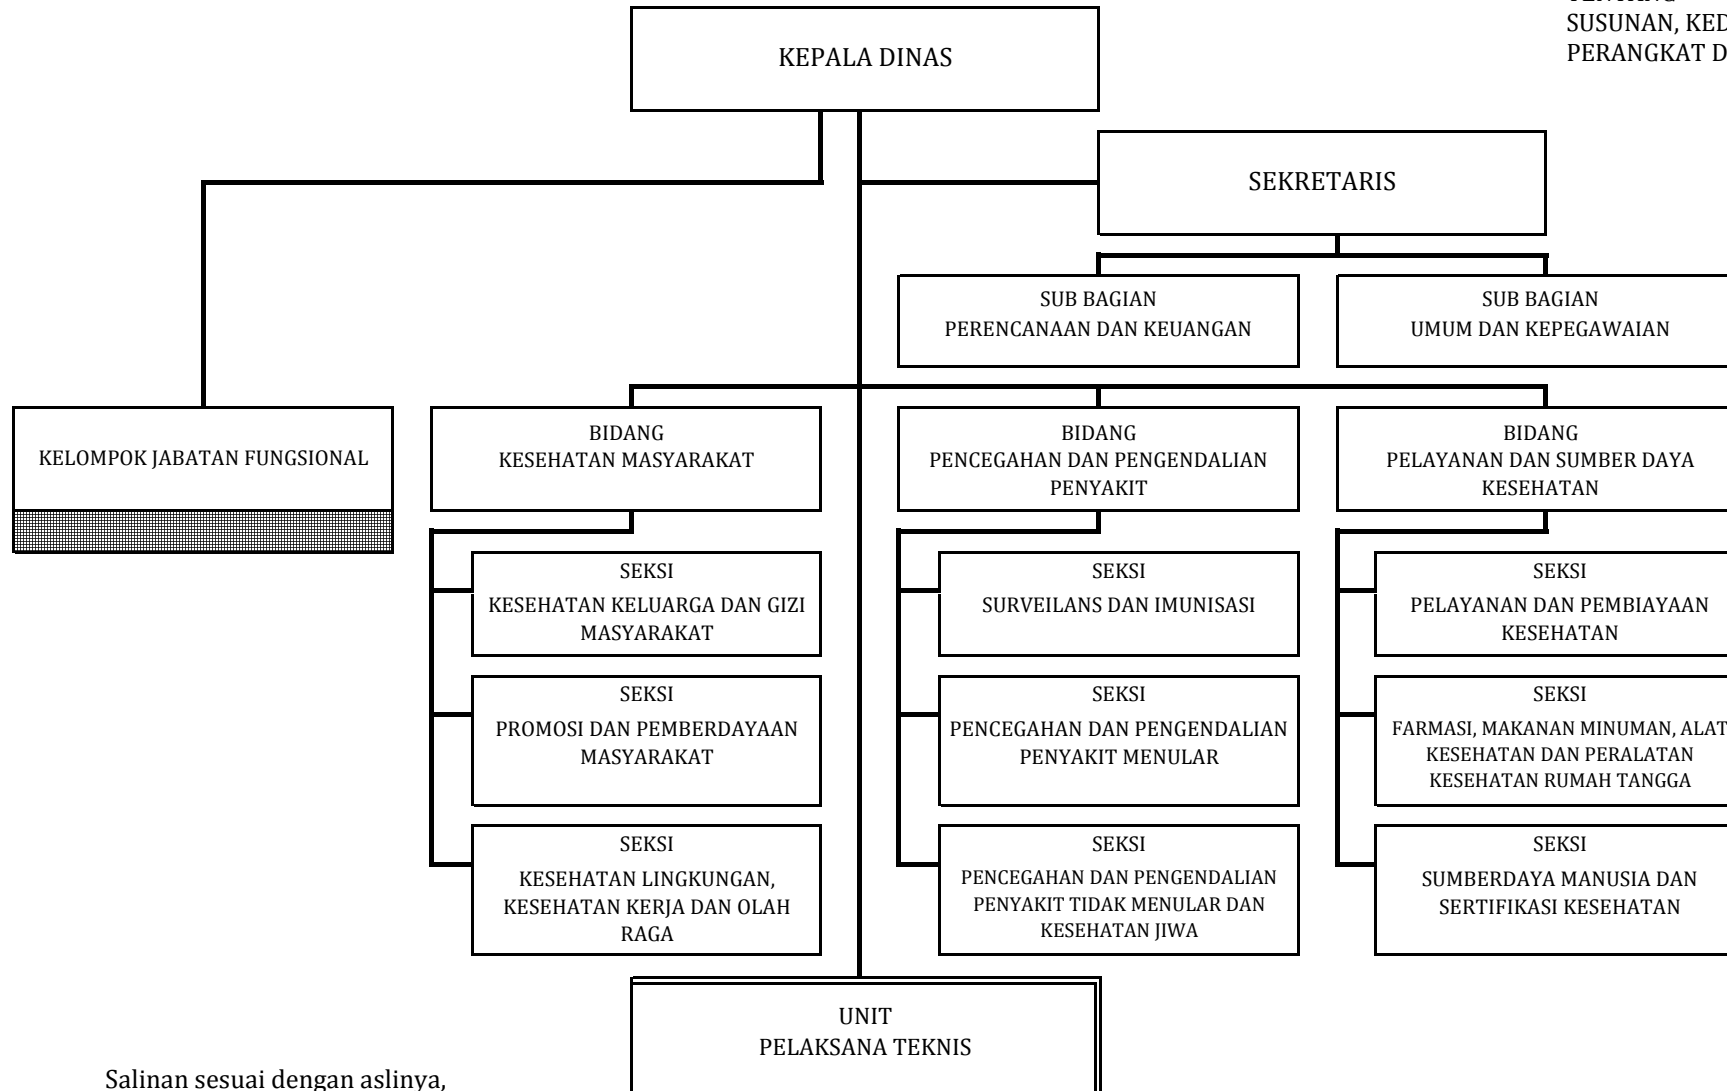 SUSUNAN, KED
PERANGKAT D
KEPALA DINAS
SEKRETARIS
SUB BAGIAN
PERENCANAAN DAN KEUANGAN
SUB BAGIAN
UMUM DAN KEPEGAWAIAN
KELOMPOK JABATAN FUNGSIONAL
BIDANG
KESEHATAN MASYARAKAT
BIDANG
PENCEGAHAN DAN PENGENDALIAN
PENYAKIT
BIDANG
PELAYANAN DAN SUMBER DAYA
KESEHATAN
SEKSI
KESEHATAN KELUARGA DAN GIZI
MASYARAKAT
SEKSI
SURVEILANS DAN IMUNISASI
SEKSI
PELAYANAN DAN PEMBIAYAAN
KESEHATAN
SEKSI
PROMOSI DAN PEMBERDAYAAN
MASYARAKAT
SEKSI
PENCEGAHAN DAN PENGENDALIAN
PENYAKIT MENULAR
SEKSI
FARMASI, MAKANAN MINUMAN, ALAT
KESEHATAN DAN PERALATAN
KESEHATAN RUMAH TANGGA
SEKSI
KESEHATAN LINGKUNGAN,
KESEHATAN KERJA DAN OLAH
RAGA
SEKSI
PENCEGAHAN DAN PENGENDALIAN
PENYAKIT TIDAK MENULAR DAN
KESEHATAN JIWA
SEKSI
SUMBERDAYA MANUSIA DAN
SERTIFIKASI KESEHATAN
UNIT
PELAKSANA TEKNIS
Salinan sesuai dengan aslinya,